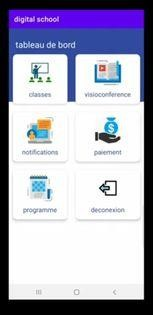 digital school
tableau de bord
classes
visioconference
notifications
paiement
programme
deconexion